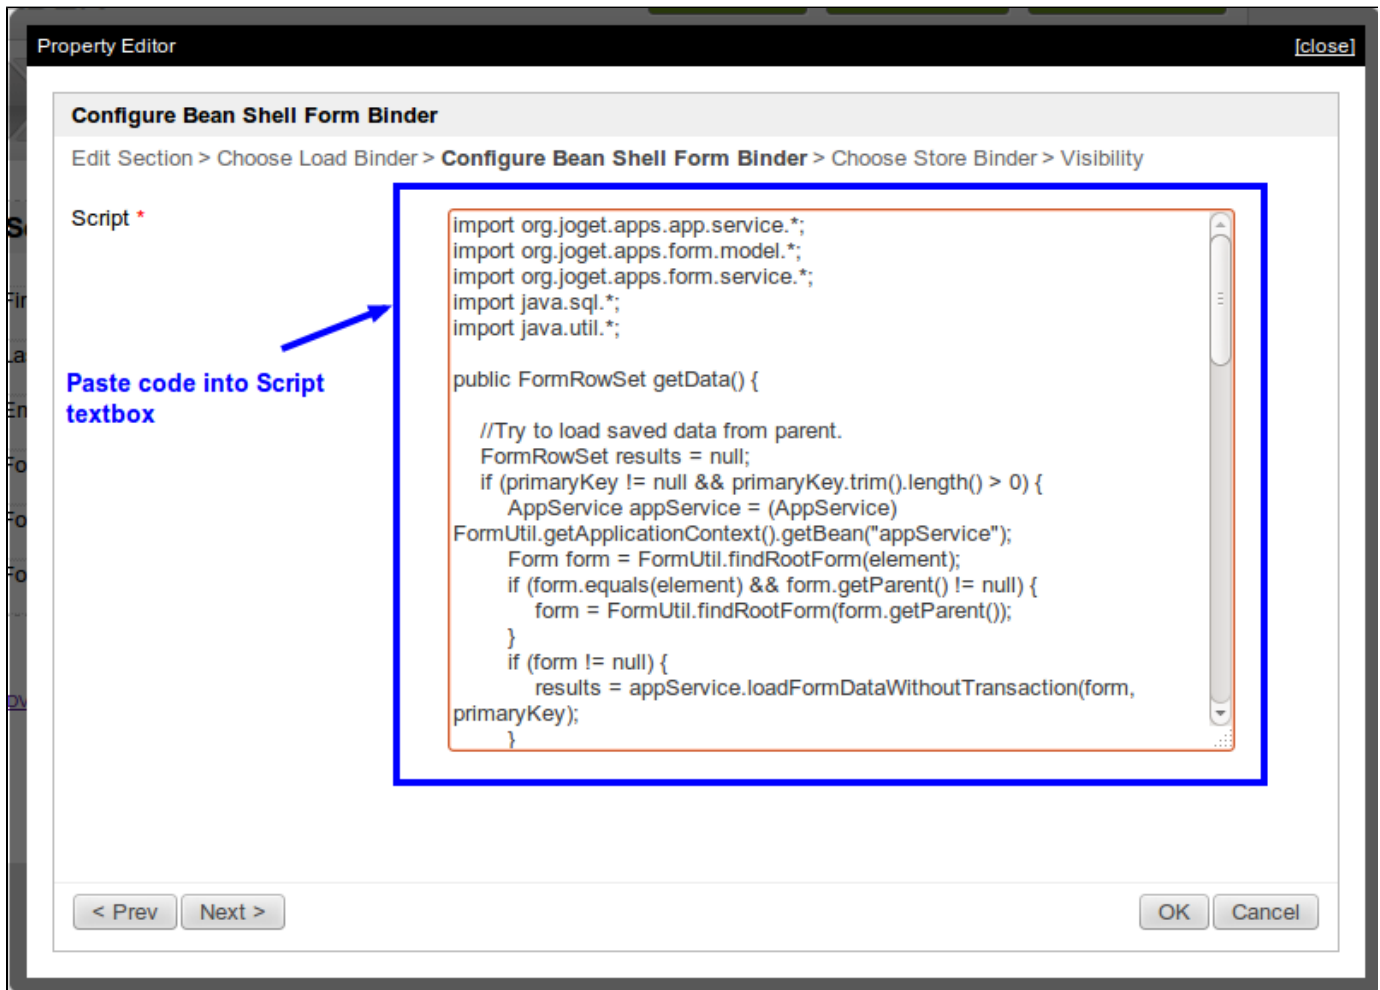 Property Editor
[close]
Configure Bean Shell Form Binder
Edit Section > Choose Load Binder > Configure Bean Shell Form Binder > Choose Store Binder > Visibility
Script *
import org.joget.apps.app.service.*;
import org.joget.apps.form.model.*;
import org.joget.apps.form.service.*;
import java.sql.*;
import java.util.*;
public FormRowSet getData() {
//Try to load saved data from parent.
FormRowSet results = null;
if (primaryKey != null && primaryKey.trim().length() > 0) {
AppService appService = (AppService)
FormUtil.getApplicationContext().getBean("appService");
Form form = FormUtil.findRootForm(element);
if (form.equals(element) && form.getParent() != null) {
form = FormUtil.findRootForm(form.getParent());
}
if (form != null) {
results = appService.loadFormDataWithoutTransaction(form,
primaryKey);
}
Paste code into Script
textbox
< Prev
Next >
OK
Cancel